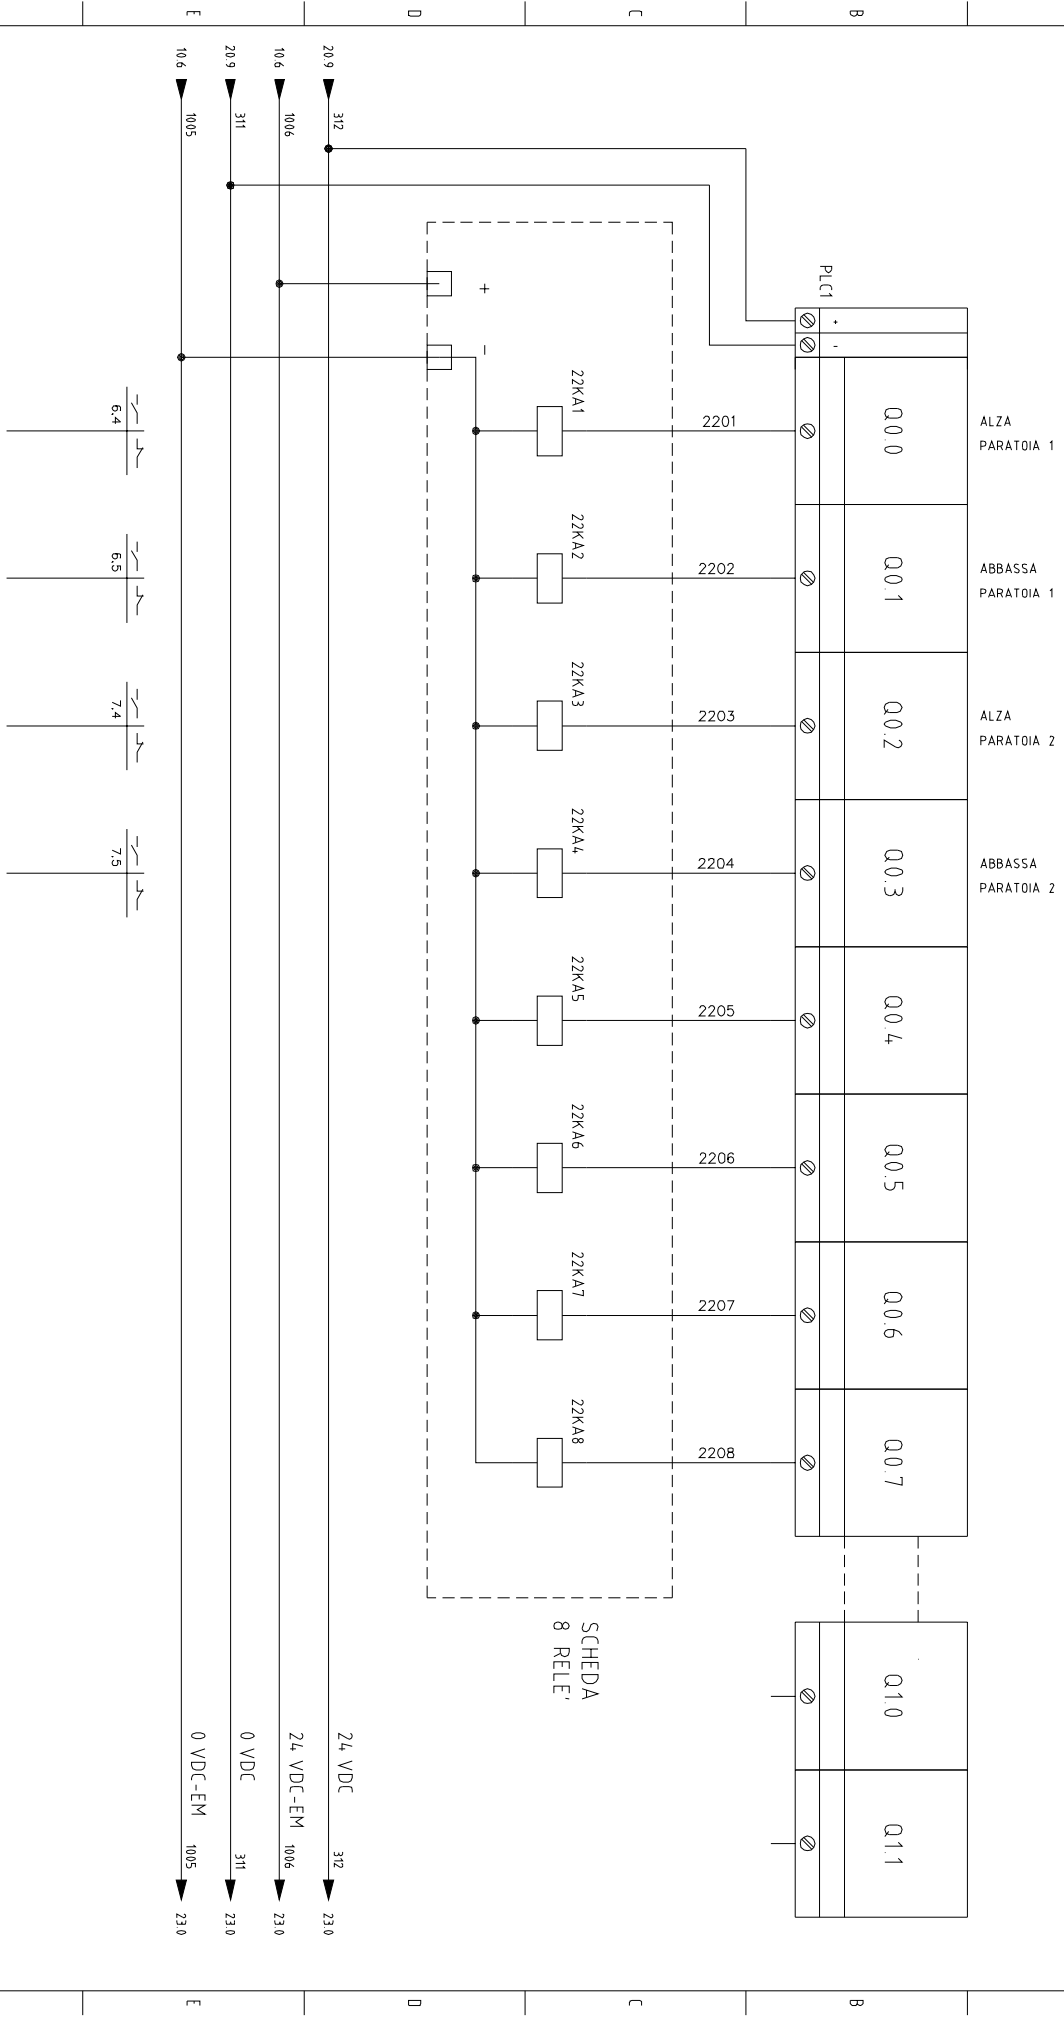 E
D
C
B
10.6
20.9
10.6
20.9
1005
311
1006
312
PLC1
+
-
+
-
ALZA
PARATOIA 1
ABBASSA
PARATOIA 1
ALZA
PARATOIA 2
ABBASSA
PARATOIA 2
Q0.0
Q0.1
Q0.2
Q0.3
Q0.4
Q0.5
Q0.6
Q0.7
Q1.0
Q1.1
2201
2202
2203
2204
2205
2206
2207
2208
22KA1
22KA2
22KA3
22KA4
22KA5
22KA6
22KA7
22KA8
SCHEDA
8 RELE'
6.4
6.5
7.4
7.5
24 VDC
24 VDC-EM
0 VDC
0 VDC-EM
312
1006
311
1005
23.0
23.0
23.0
23.0
E
D
C
B